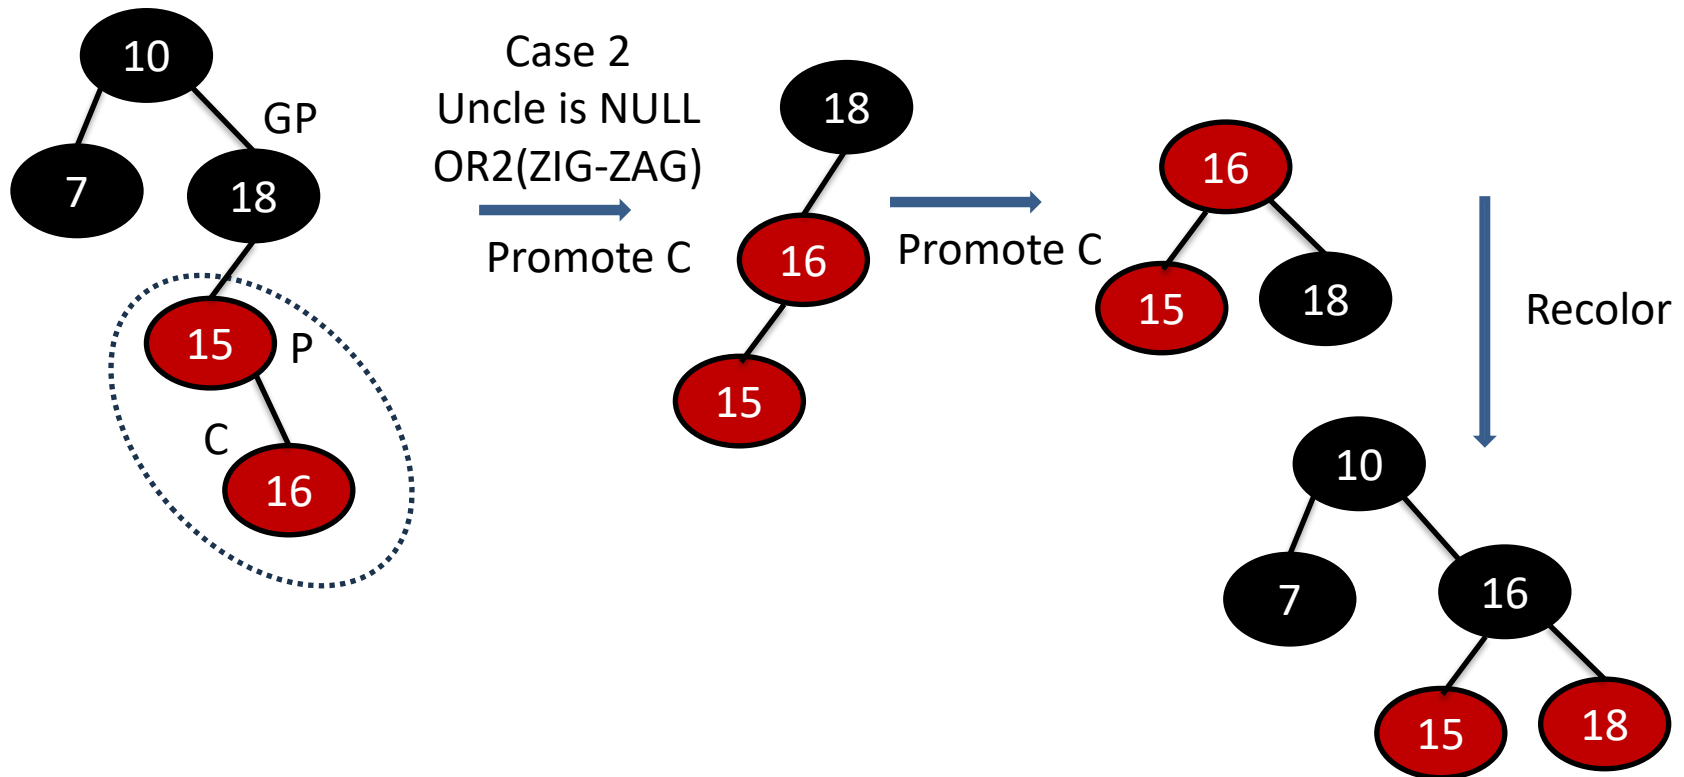 10
GP
7
18
15
P
C
16
Case 2
Uncle is NULL
OR2(ZIG-ZAG)
Promote C
18
16
15
Promote C
16
15
18
Recolor
10
7
16
15
18